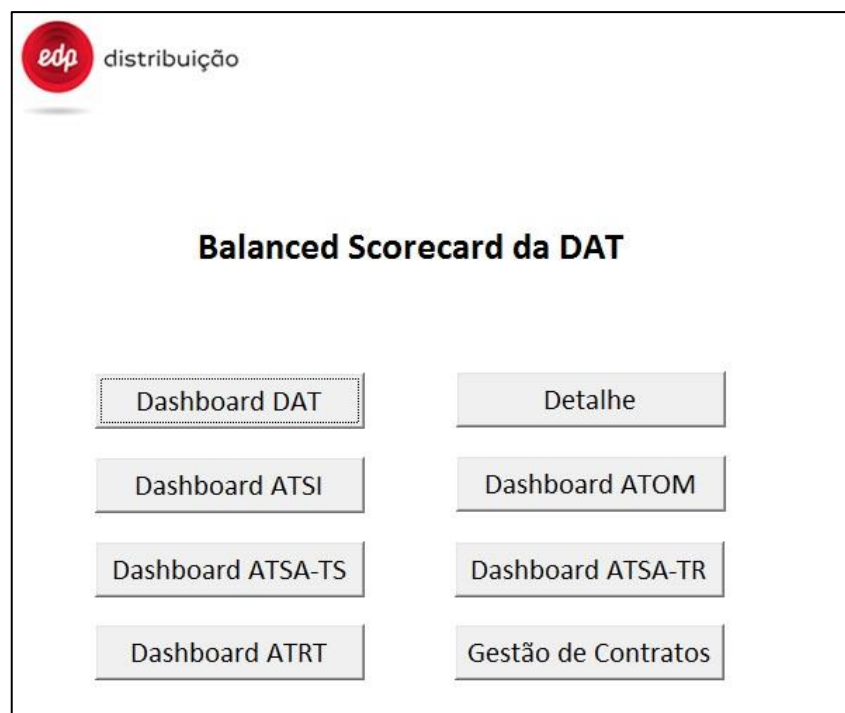 edp distribuição
Balanced Scorecard da DAT
Dashboard DAT
Detalhe
Dashboard ATSI
Dashboard ATOM
Dashboard ATSA-TS
Dashboard ATSA-TR
Dashboard ATRT
Gestão de Contratos